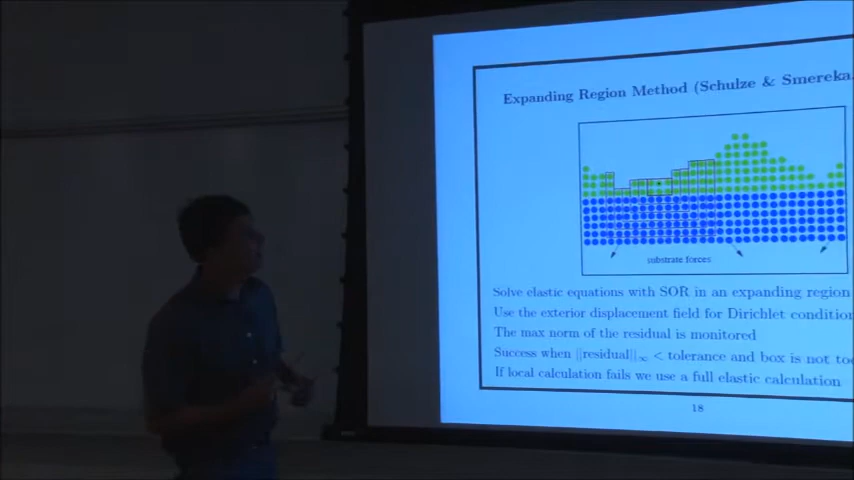 Expanding Region Method (Schulze & Smereka
substrate forces
Solve elastic equations with SOR in an expanding region
Use the exterior displacement field for Dirichlet condition
The max norm of the residual is monitored
Success when ||residual||∞ < tolerance and box is not too
If local calculation fails we use a full elastic calculation
18